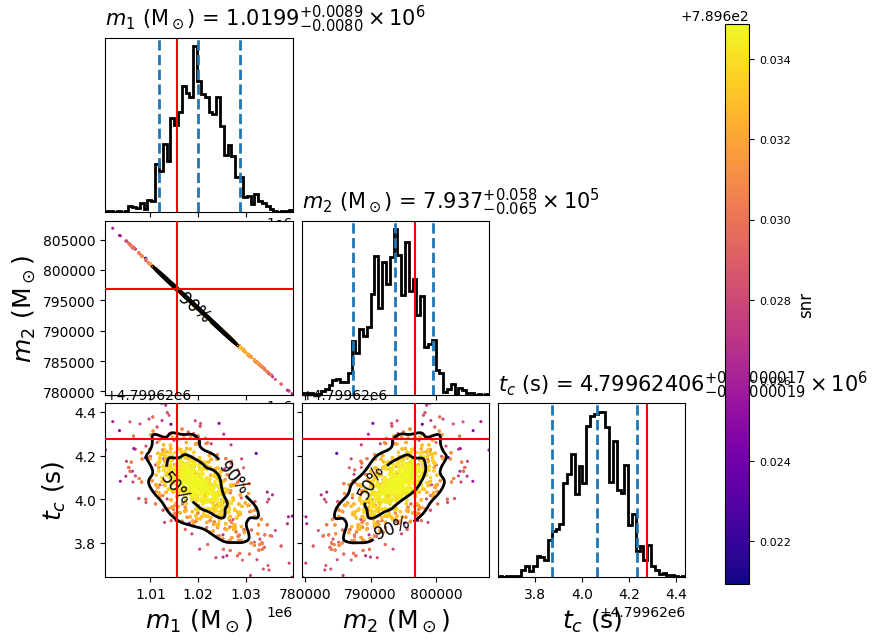 +7.896e2
m₁ (M⊙) = 1.0199 +0.0089 −0.0080 × 10⁶
0.034
0.032
m₂ (M⊙) = 7.937 +0.058 −0.065 × 10⁵
0.030
805000
800000
795000
790000
785000
780000
m₂ (M⊙)
90%
0.028
snr
t_c (s) = 4.79962406 × 10⁶
+4.79962e6
+4.79962e6
0.024
0.022
4.4
4.2
4.0
3.8
t_c (s)
50%
90%
50%
90%
1.01
1.02
1.03
1e6
m₁ (M⊙)
780000
790000
800000
m₂ (M⊙)
3.8
4.0
4.2
4.4
+4.79962e6
t_c (s)